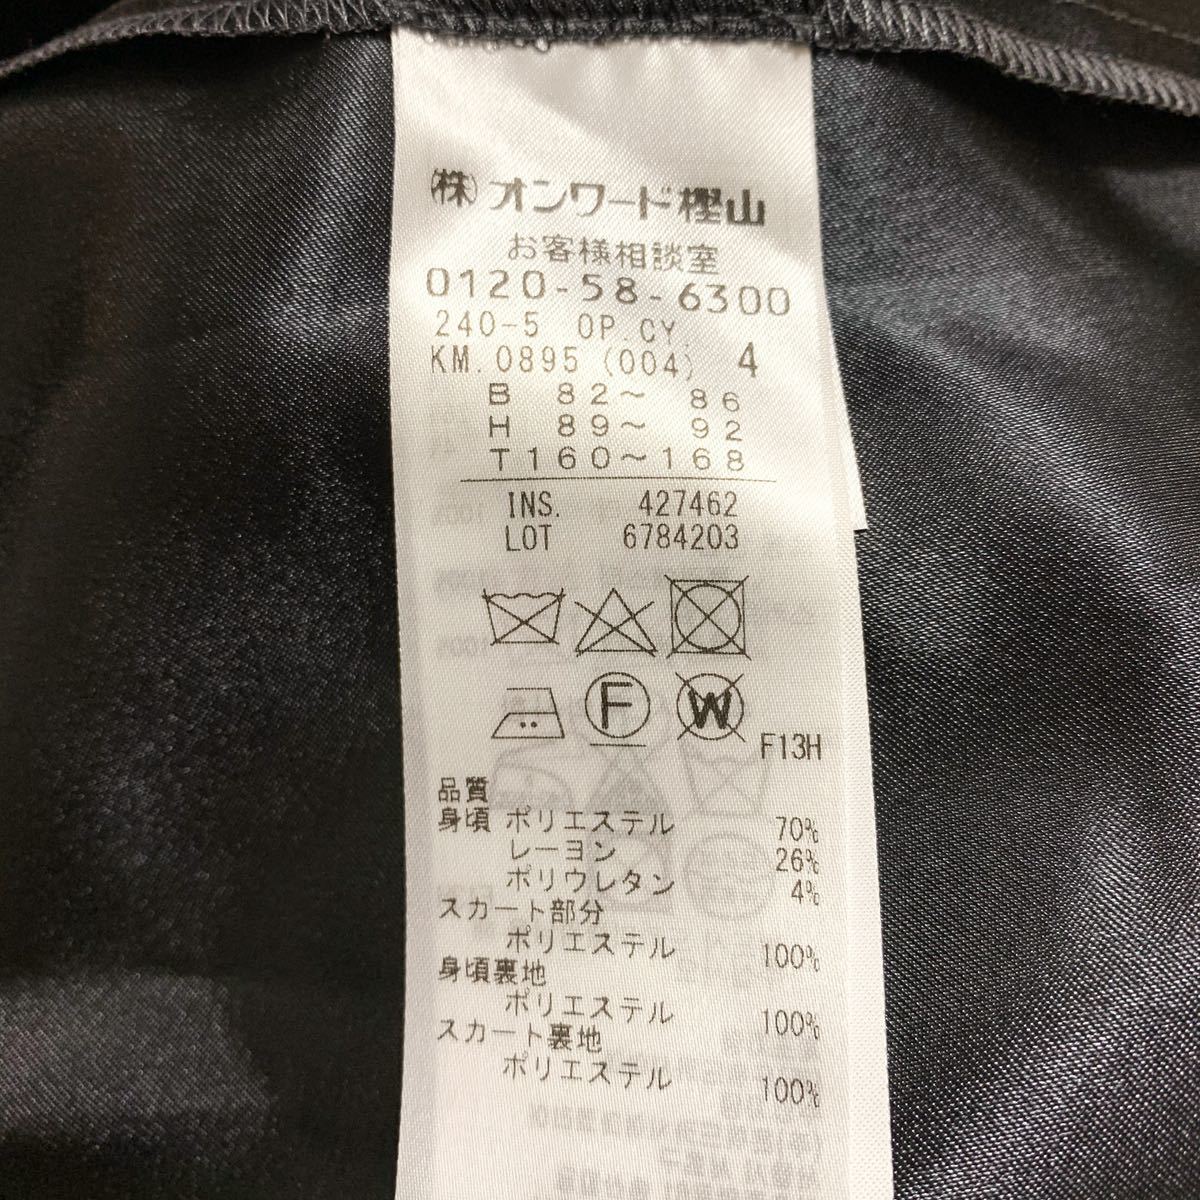 ㈱オンワード樫山
お客様相談室
0120-58-6300
240-5 OP.CY.
KM.0895 (004) 4
B 82～ 86
H 89～ 92
T160～168
INS. 427462
LOT 6784203
F W
F13H
品質
身頃 ポリエステル 70%
レーヨン 26%
ポリウレタン 4%
スカート部分
ポリエステル 100%
身頃裏地
ポリエステル 100%
スカート裏地
ポリエステル 100%